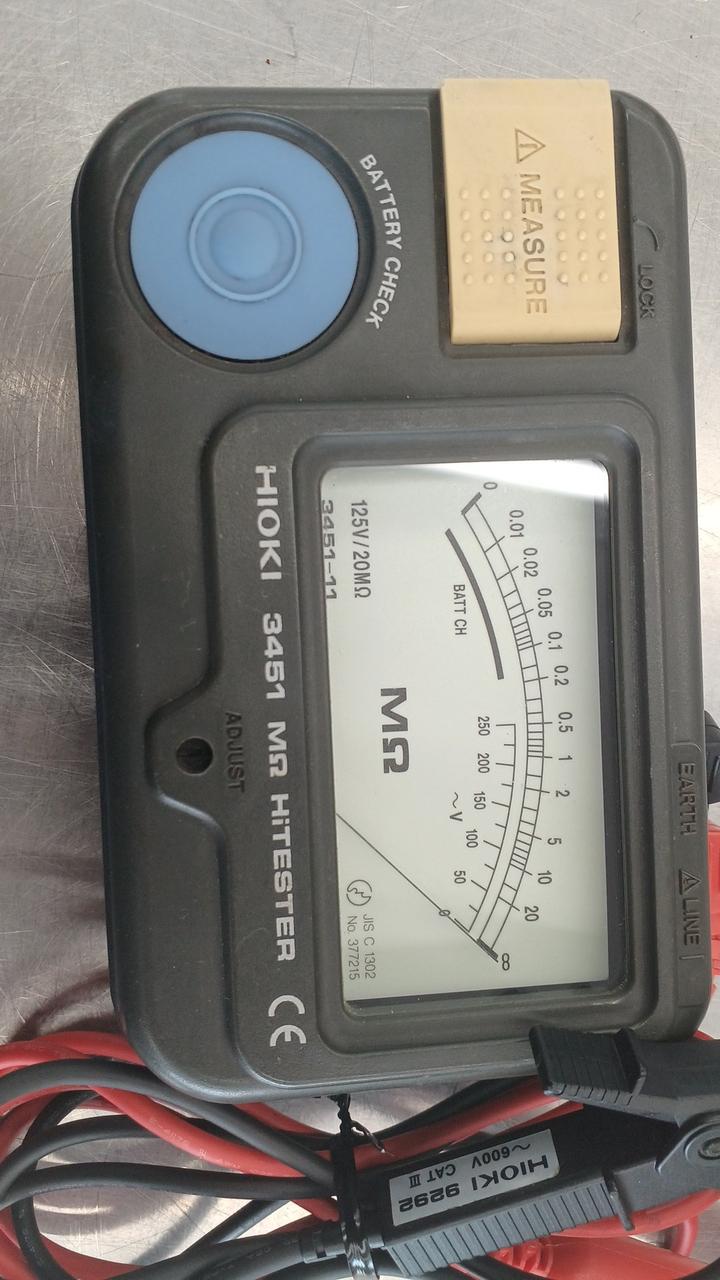 ⚠ MEASURE
LOCK
BATTERY CHECK
EARTH ⚠ LINE
0 0.01 0.02 0.05 0.1 0.2 0.5 1 2 5 10 20 ∞
BATT CH
250 200 150 100 50 0
~V
MΩ
125V/20MΩ
3451-11
JIS C 1302
No. 377215
HIOKI 3451 MΩ HiTESTER CE
ADJUST
HIOKI 9292
~600V CAT III